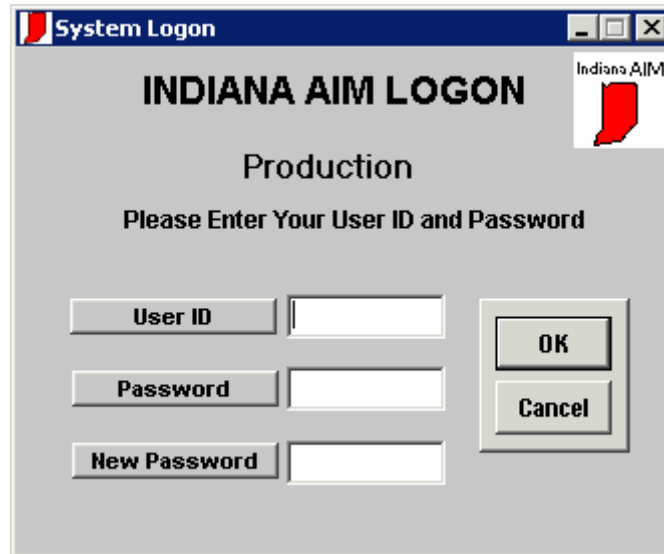 System Logon
Indiana AIM
INDIANA AIM LOGON
Production
Please Enter Your User ID and Password
User ID
OK
Password
Cancel
New Password